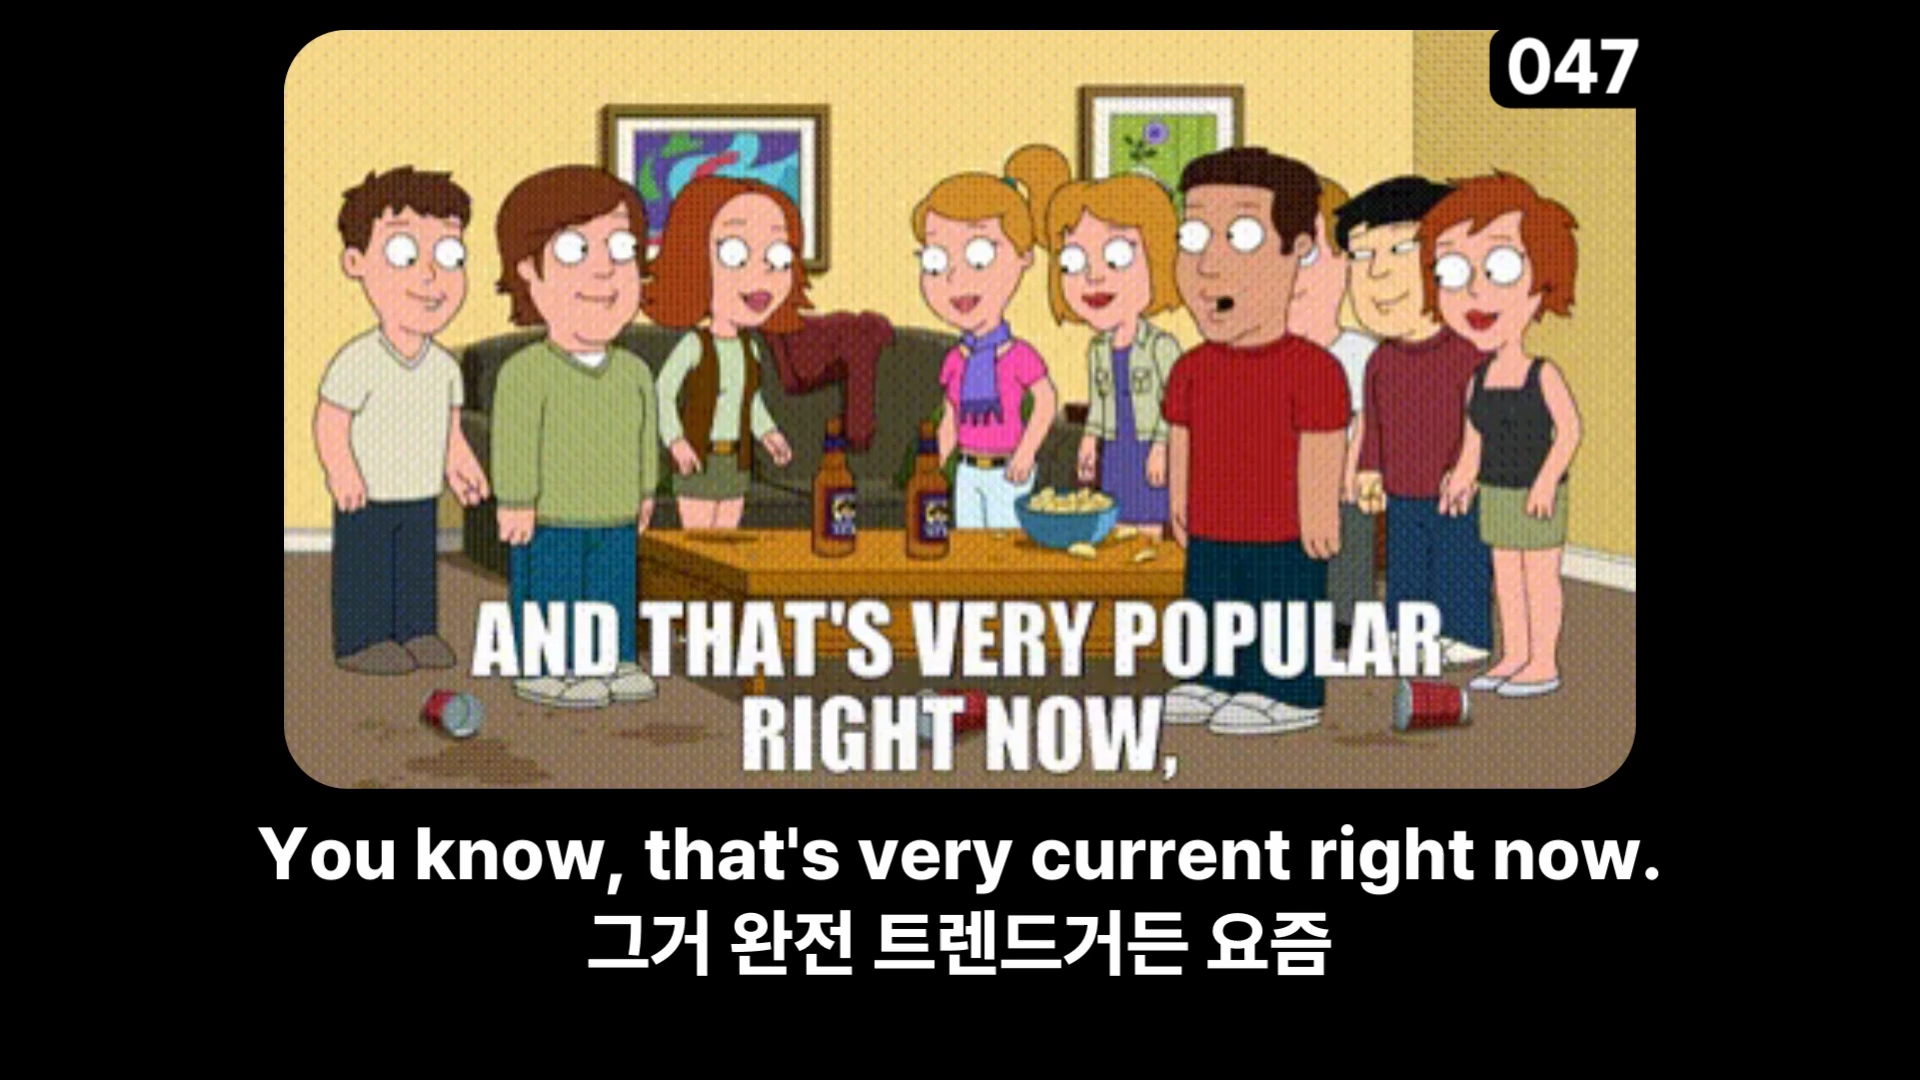 047
AND THAT'S VERY POPULAR
RIGHT NOW,
You know, that's very current right now.
그거 완전 트렌드거든 요즘